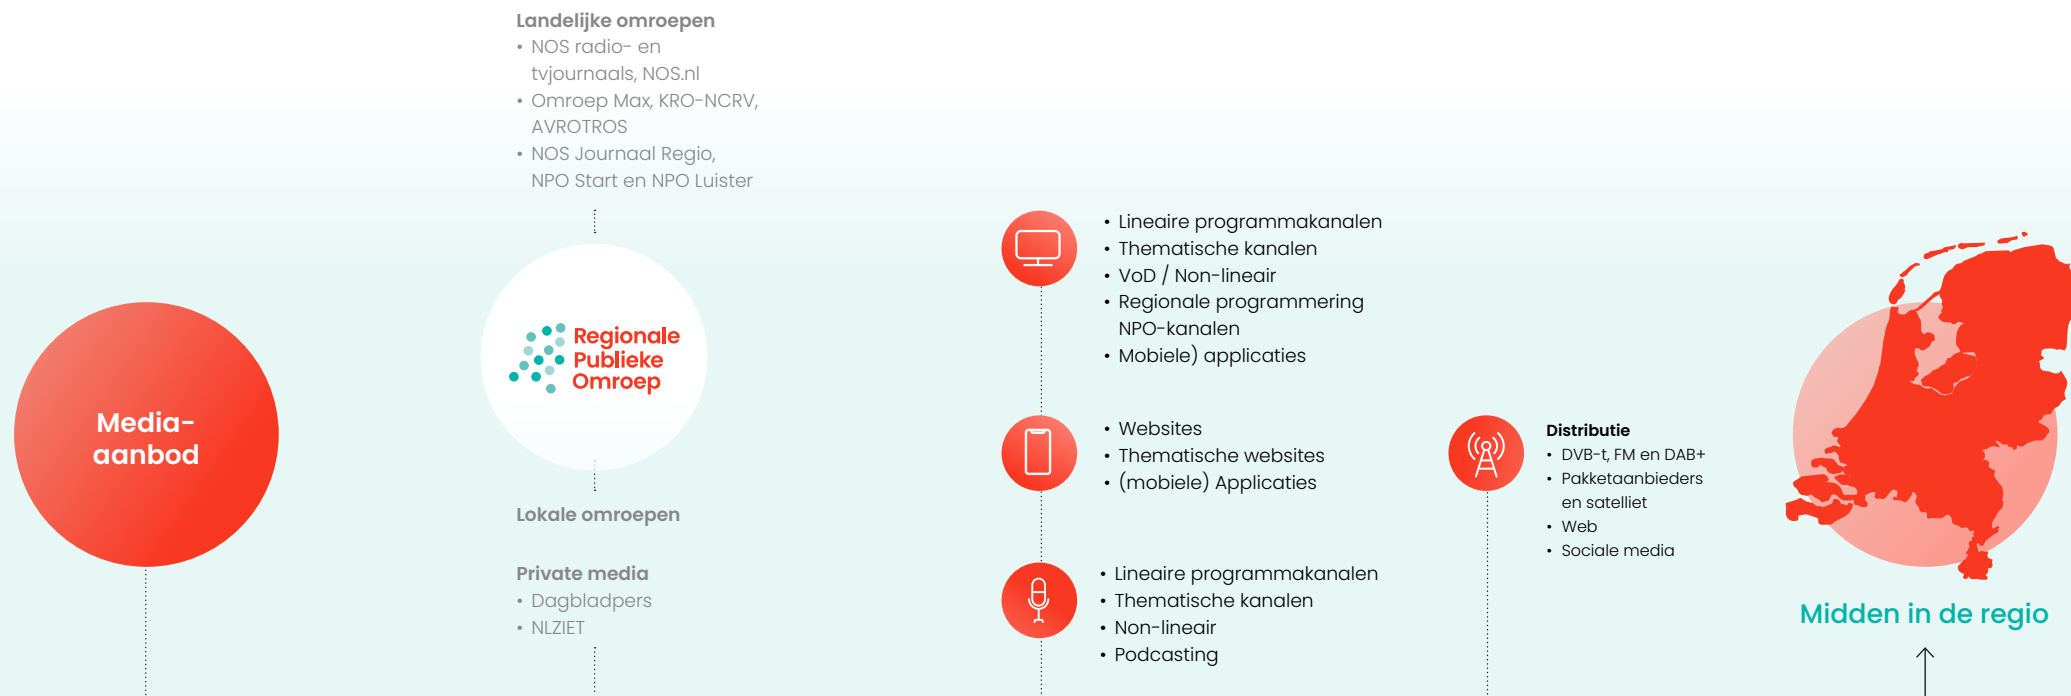 Landelijke omroepen
• NOS radio- en
tvjournaals, NOS.nl
• Omroep Max, KRO-NCRV,
AVROTROS
• NOS Journaal Regio,
NPO Start en NPO Luister
Media-
aanbod
Regionale
Publieke
Omroep
Lokale omroepen
Private media
• Dagbladpers
• NLZIET
• Lineaire programmakanalen
• Thematische kanalen
• VoD / Non-lineair
• Regionale programmering
NPO-kanalen
• Mobiele) applicaties
• Websites
• Thematische websites
• (mobiele) Applicaties
• Lineaire programmakanalen
• Thematische kanalen
• Non-lineair
• Podcasting
Distributie
• DVB-t, FM en DAB+
• Pakketaanbieders
en satelliet
• Web
• Sociale media
Midden in de regio